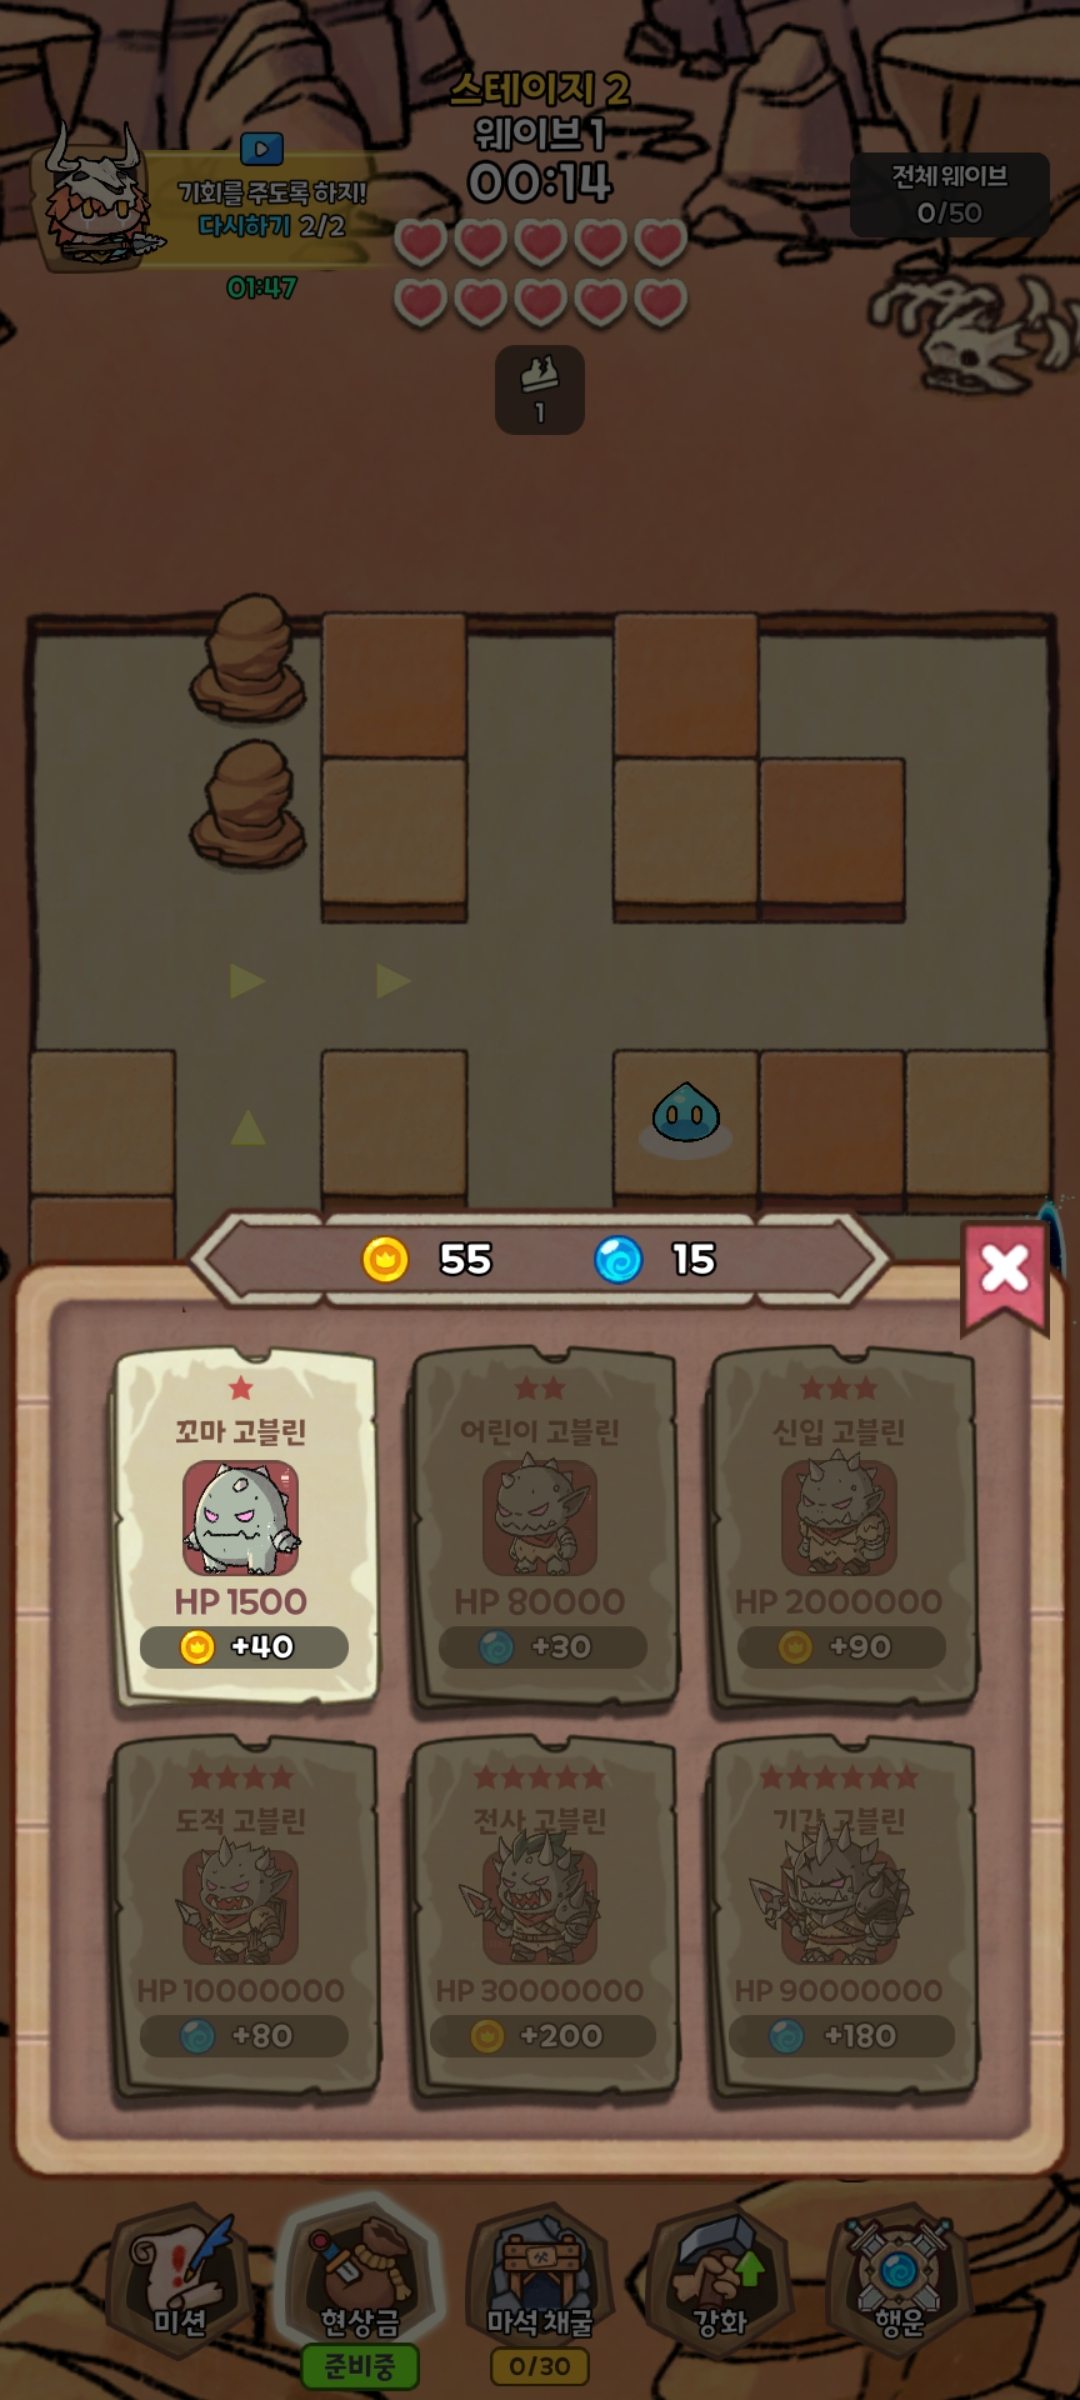 스테이지 2
웨이브 1
00:14
기회를 주도록 하지!
다시하기 2/2
01:47
전체 웨이브
0/50
1
55 15
꼬마 고블린
HP 1500
+40
어린이 고블린
HP 80000
+30
신입 고블린
HP 2000000
+90
도적 고블린
HP 10000000
+80
전사 고블린
HP 30000000
+200
기갑 고블린
HP 90000000
+180
미션
현상금
준비중
마석 채굴
0/30
강화
행운